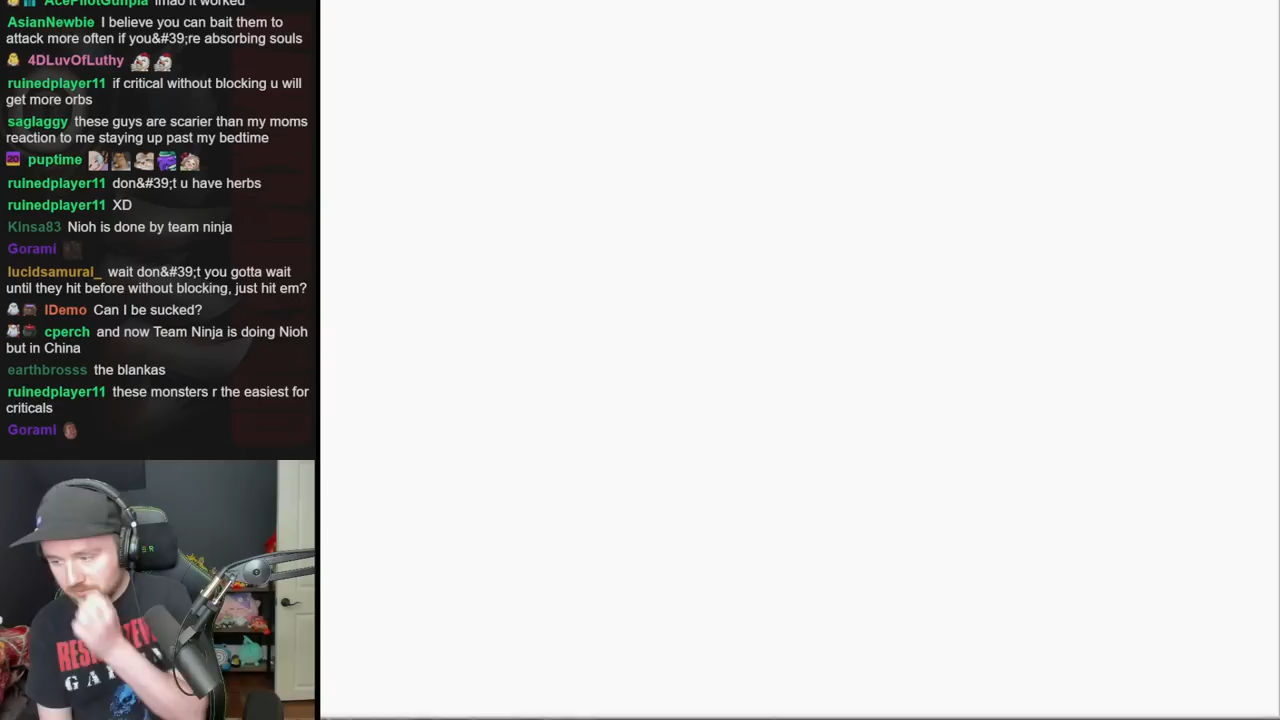 AcePilotGunpla lmao it worked
AsianNewbie I believe you can bait them to
attack more often if you&#39;re absorbing souls
4DLuvOfLuthy
ruinedplayer11 if critical without blocking u will
get more orbs
saglaggy these guys are scarier than my moms
reaction to me staying up past my bedtime
20 puptime
ruinedplayer11 don&#39;t u have herbs
ruinedplayer11 XD
Kinsa83 Nioh is done by team ninja
Gorami
lucidsamurai_ wait don&#39;t you gotta wait
until they hit before without blocking, just hit em?
IDemo Can I be sucked?
cperch and now Team Ninja is doing Nioh
but in China
earthbrosss the blankas
ruinedplayer11 these monsters r the easiest for
criticals
Gorami